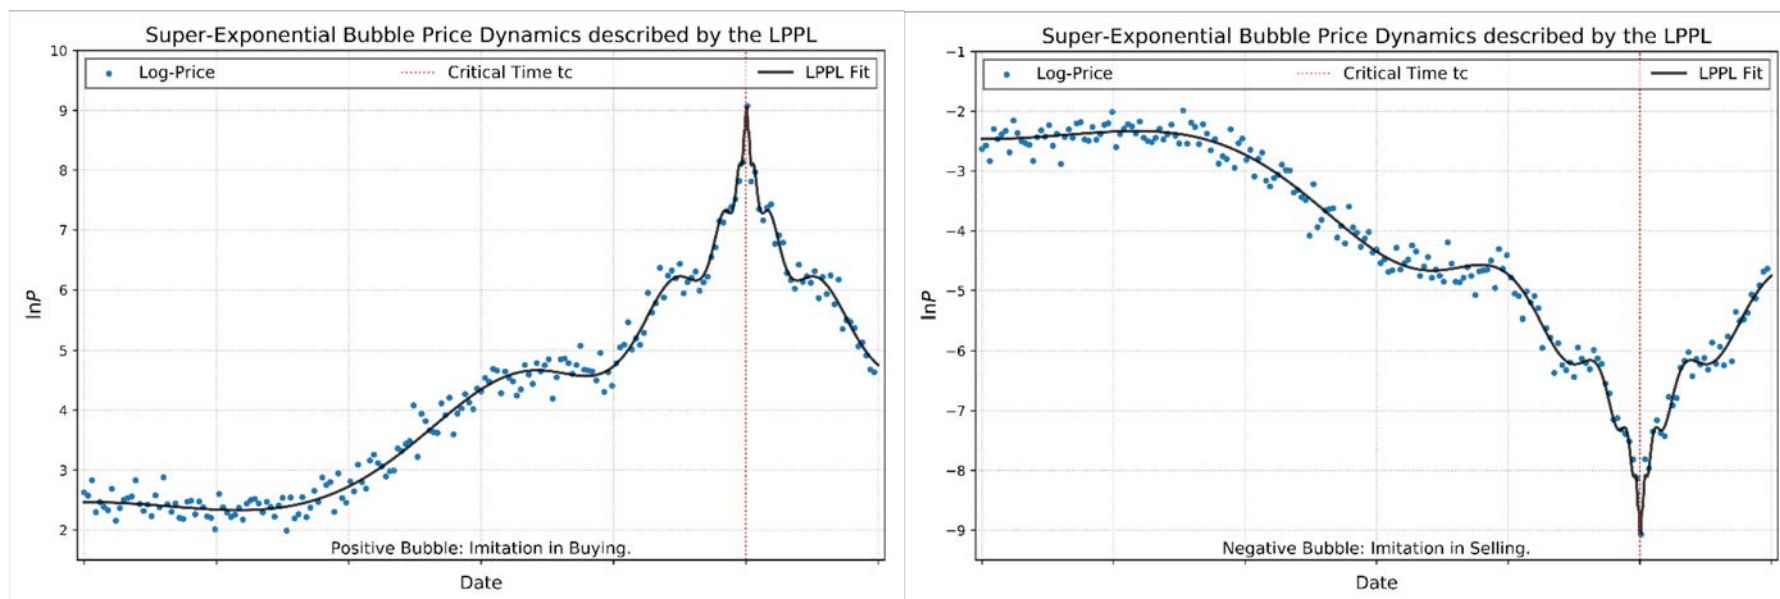 Super-Exponential Bubble Price Dynamics described by the LPPL
Log-Price Critical Time tc LPPL Fit
10
9
8
7
6
5
4
3
2
lnP
Positive Bubble: Imitation in Buying.
Date
Super-Exponential Bubble Price Dynamics described by the LPPL
Log-Price Critical Time tc LPPL Fit
−1
−2
−3
−4
−5
−6
−7
−8
−9
lnP
Negative Bubble: Imitation in Selling.
Date